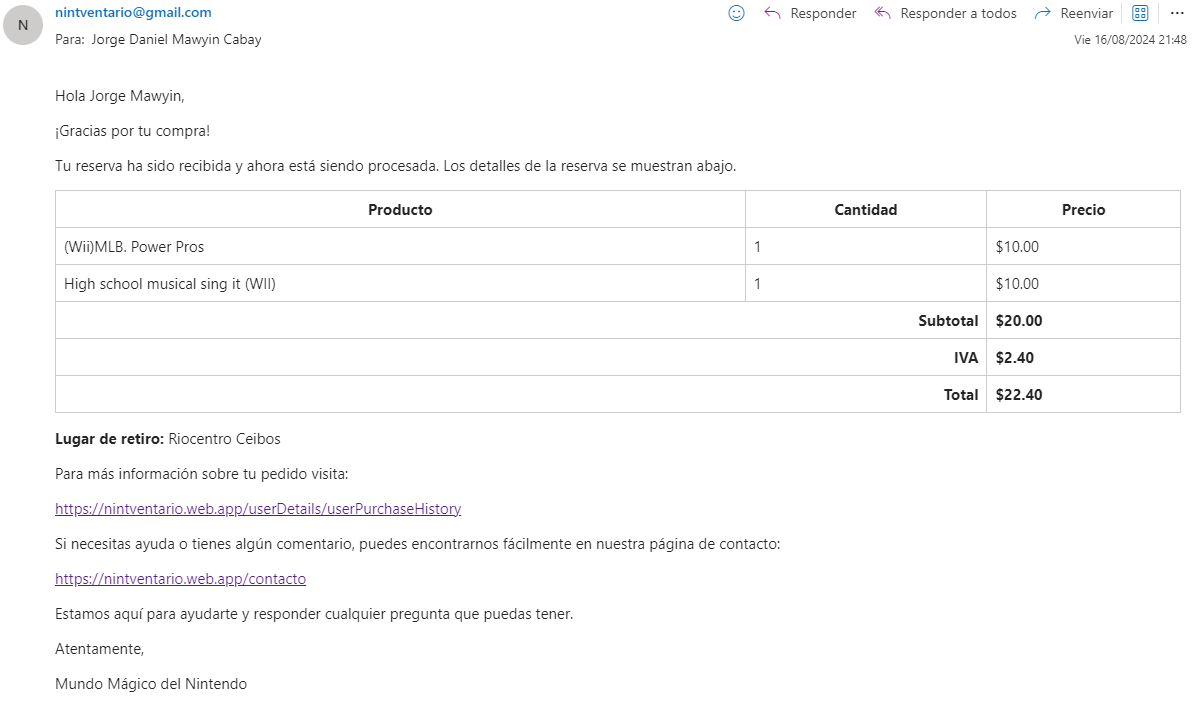 nintventario@gmail.com
Responder
Responder a todos
Reenviar
N
Para: Jorge Daniel Mawyin Cabay
Vie 16/08/2024 21:48
Hola Jorge Mawyin,
¡Gracias por tu compra!
Tu reserva ha sido recibida y ahora está siendo procesada. Los detalles de la reserva se muestran abajo.
Producto Cantidad Precio
(Wii)MLB. Power Pros 1 $10.00
High school musical sing it (WII) 1 $10.00
Subtotal $20.00
IVA $2.40
Total $22.40
Lugar de retiro: Riocentro Ceibos
Para más información sobre tu pedido visita:
https://nintventario.web.app/userDetails/userPurchaseHistory
Si necesitas ayuda o tienes algún comentario, puedes encontrarnos fácilmente en nuestra página de contacto:
https://nintventario.web.app/contacto
Estamos aquí para ayudarte y responder cualquier pregunta que puedas tener.
Atentamente,
Mundo Mágico del Nintendo